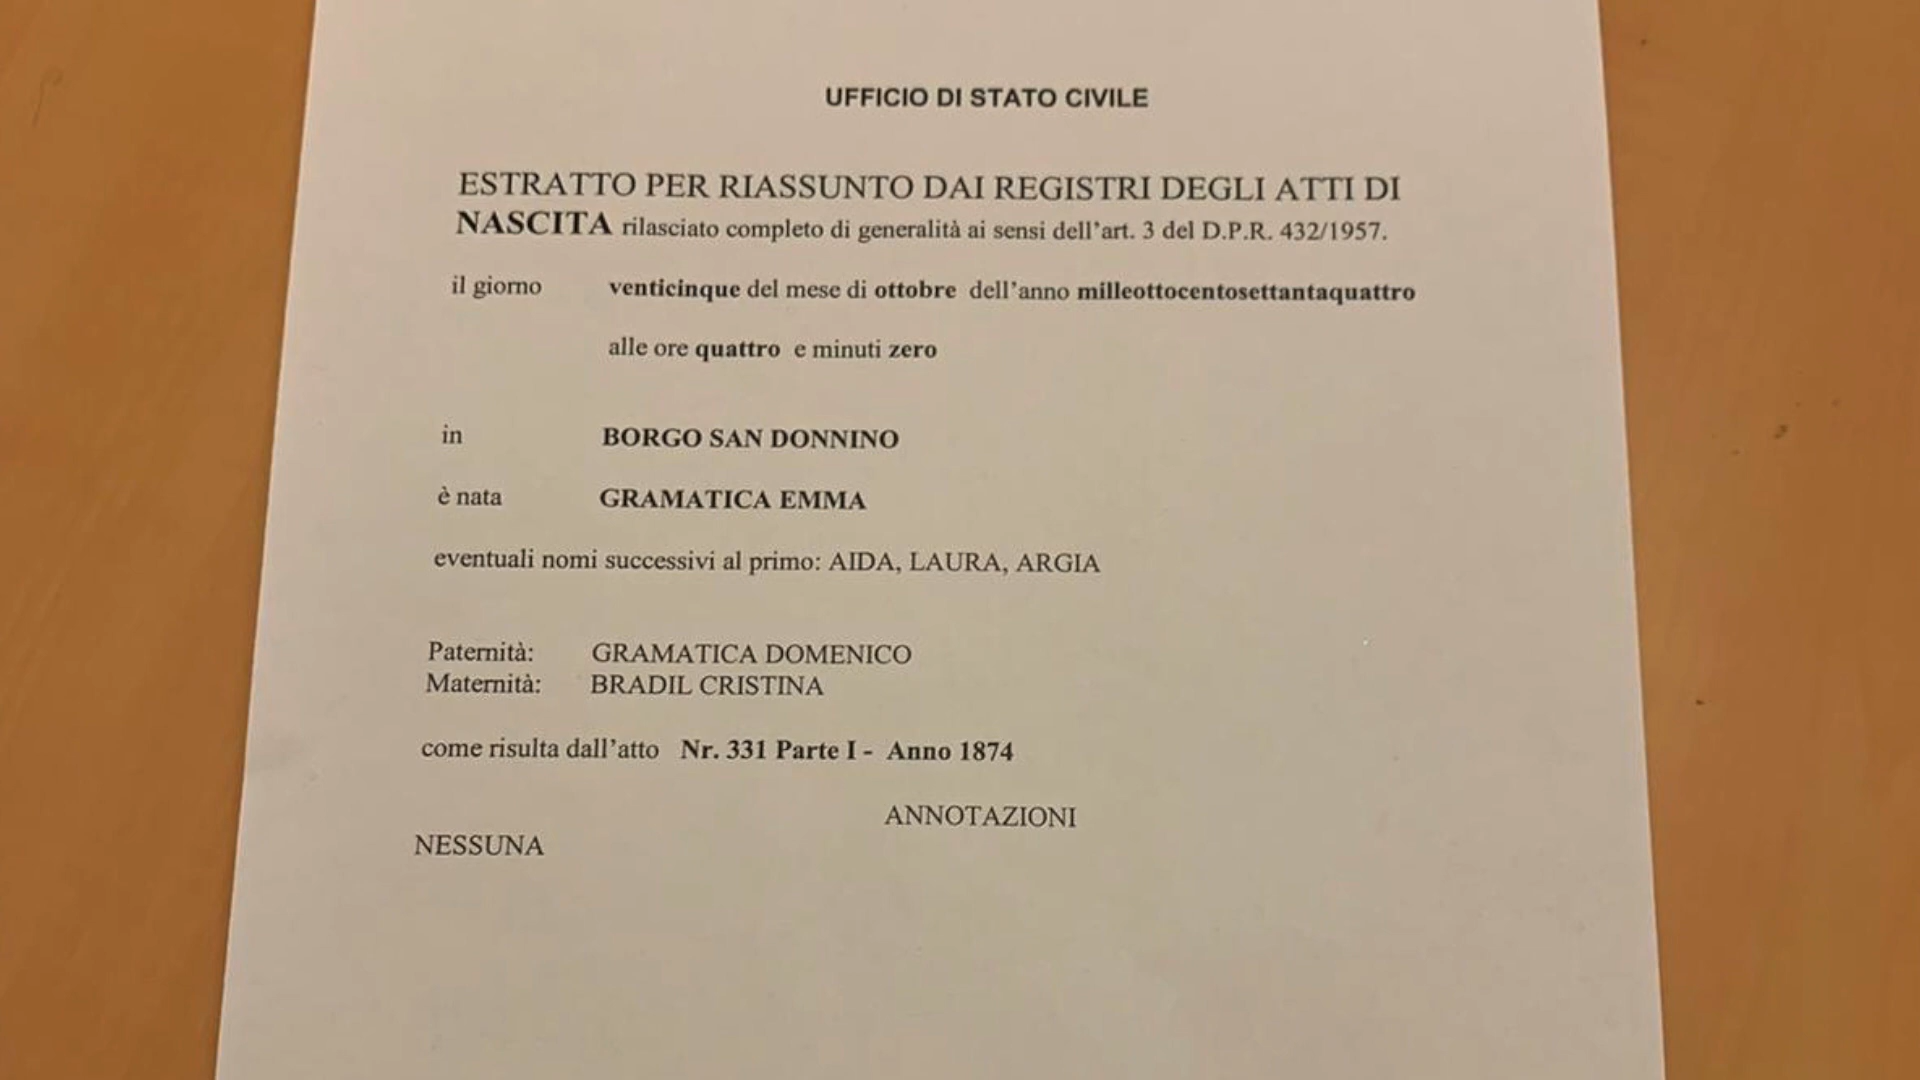 UFFICIO DI STATO CIVILE
ESTRATTO PER RIASSUNTO DAI REGISTRI DEGLI ATTI DI
NASCITA rilasciato completo di generalità ai sensi dell'art. 3 del D.P.R. 432/1957.
il giorno venticinque del mese di ottobre dell'anno milleottocentosettantaquattro
alle ore quattro e minuti zero
in BORGO SAN DONNINO
è nata GRAMATICA EMMA
eventuali nomi successivi al primo: AIDA, LAURA, ARGIA
Paternità: GRAMATICA DOMENICO
Maternità: BRADIL CRISTINA
come risulta dall'atto Nr. 331 Parte I - Anno 1874
ANNOTAZIONI
NESSUNA